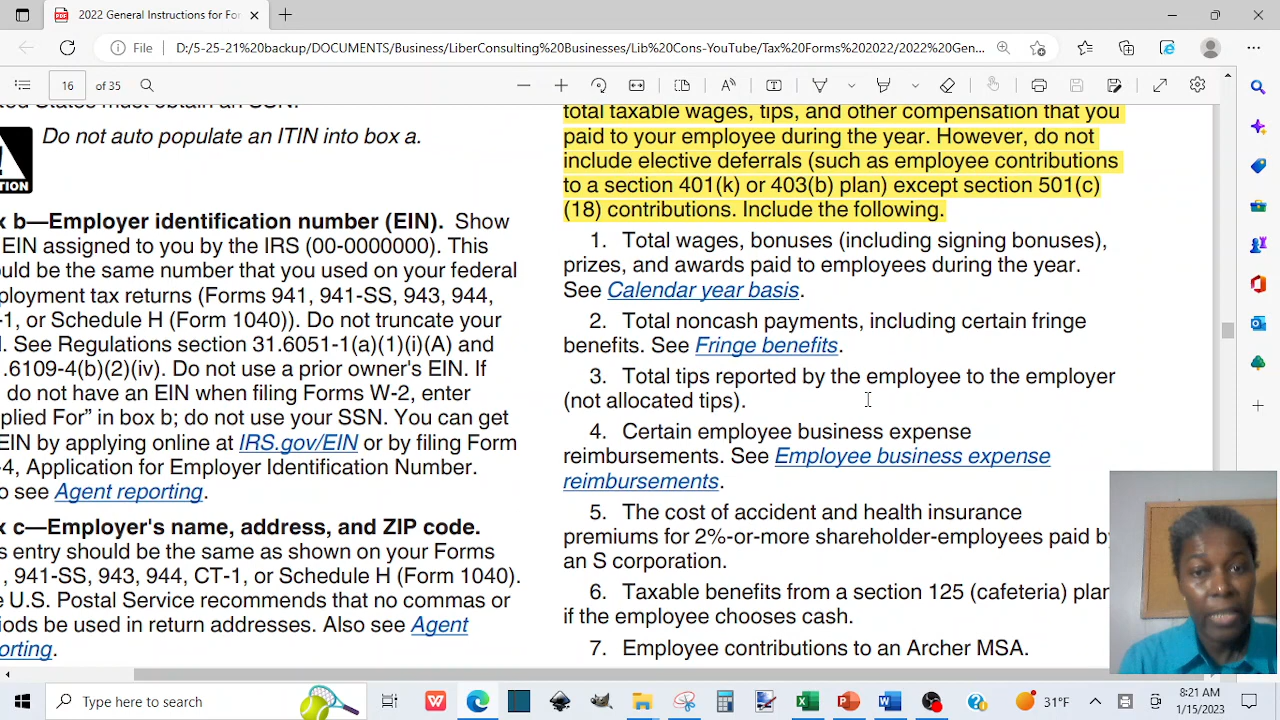 2022 General Instructions for For
File
D:/5-25-21%20backup/DOCUMENTS/Business/LiberConsulting%20Businesses/Lib%20Cons-YouTube/Tax%20Forms%202022/2022%20Gen...
16 of 35
Do not auto populate an ITIN into box a.
b—Employer identification number (EIN). Show
EIN assigned to you by the IRS (00-0000000). This
be the same number that you used on your federal
tax returns (Forms 941, 941-SS, 943, 944,
-1, or Schedule H (Form 1040)). Do not truncate your
See Regulations section 31.6051-1(a)(1)(i)(A) and
.6109-4(b)(2)(iv). Do not use a prior owner's EIN. If
do not have an EIN when filing Forms W-2, enter
For” in box b; do not use your SSN. You can get
EIN by applying online at IRS.gov/EIN or by filing Form
-4, Application for Employer Identification Number.
see Agent reporting.
c—Employer's name, address, and ZIP code.
entry should be the same as shown on your Forms
, 941-SS, 943, 944, CT-1, or Schedule H (Form 1040).
U.S. Postal Service recommends that no commas or
be used in return addresses. Also see Agent
total taxable wages, tips, and other compensation that you
paid to your employee during the year. However, do not
include elective deferrals (such as employee contributions
to a section 401(k) or 403(b) plan) except section 501(c)
(18) contributions. Include the following.
1. Total wages, bonuses (including signing bonuses),
prizes, and awards paid to employees during the year.
See Calendar year basis.
2. Total noncash payments, including certain fringe
benefits. See Fringe benefits.
3. Total tips reported by the employee to the employer
(not allocated tips).
4. Certain employee business expense
reimbursements. See Employee business expense
reimbursements.
5. The cost of accident and health insurance
premiums for 2%-or-more shareholder-employees paid by
an S corporation.
6. Taxable benefits from a section 125 (cafeteria) plan
if the employee chooses cash.
7. Employee contributions to an Archer MSA.
Type here to search
31°F
8:21 AM
1/15/2023